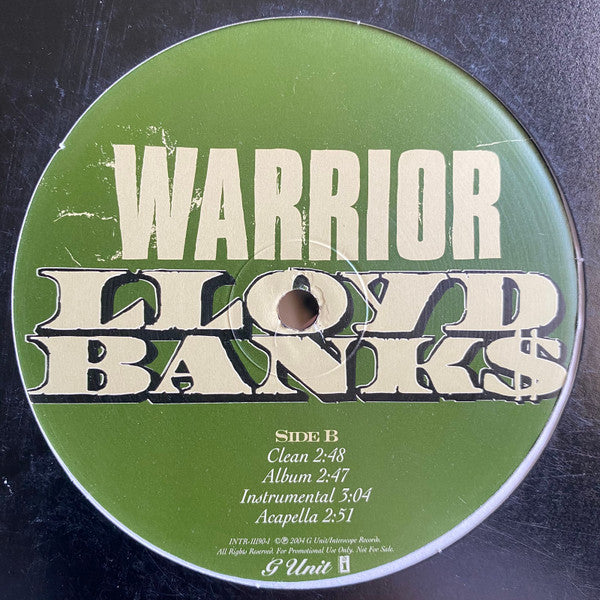 WARRIOR
LLOYD
BANK$
SIDE B
Clean 2:48
Album 2:47
Instrumental 3:04
Acapella 2:51
INTR-11190-1 ©℗ 2004 G Unit/Interscope Records.
All Rights Reserved. For Promotional Use Only. Not For Sale.
G Unit i